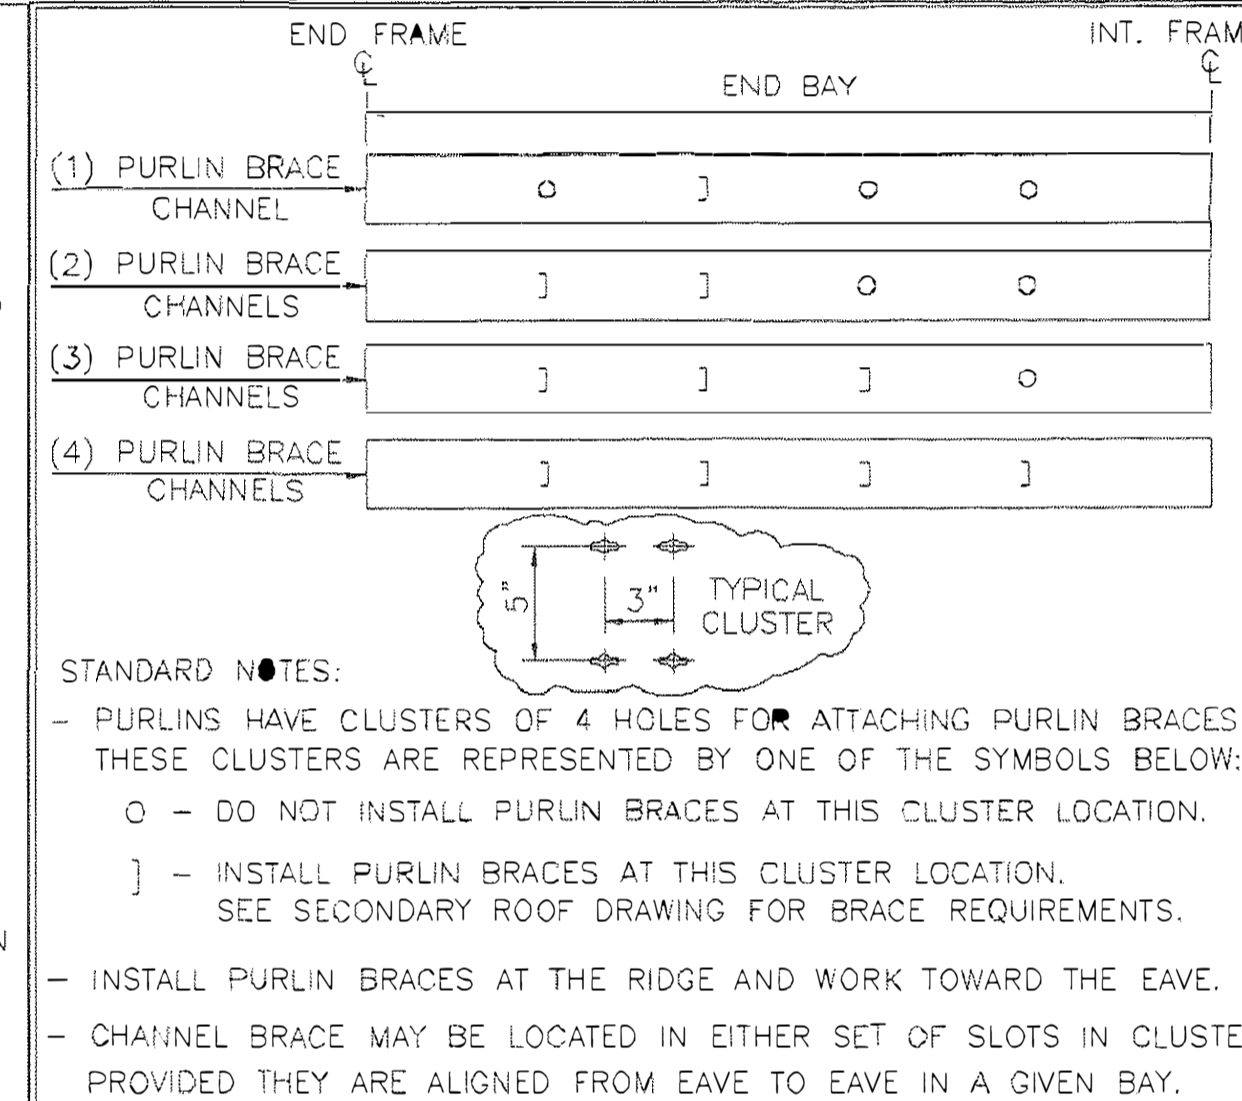 END FRAME
INT. FRAM
END BAY
(1) PURLIN BRACE
CHANNEL
(2) PURLIN BRACE
CHANNELS
(3) PURLIN BRACE
CHANNELS
(4) PURLIN BRACE
CHANNELS
5"
3"
TYPICAL
CLUSTER
STANDARD NOTES:
- PURLINS HAVE CLUSTERS OF 4 HOLES FOR ATTACHING PURLIN BRACES
THESE CLUSTERS ARE REPRESENTED BY ONE OF THE SYMBOLS BELOW:
O - DO NOT INSTALL PURLIN BRACES AT THIS CLUSTER LOCATION.
] - INSTALL PURLIN BRACES AT THIS CLUSTER LOCATION.
SEE SECONDARY ROOF DRAWING FOR BRACE REQUIREMENTS.
- INSTALL PURLIN BRACES AT THE RIDGE AND WORK TOWARD THE EAVE.
- CHANNEL BRACE MAY BE LOCATED IN EITHER SET OF SLOTS IN CLUSTE
PROVIDED THEY ARE ALIGNED FROM EAVE TO EAVE IN A GIVEN BAY.